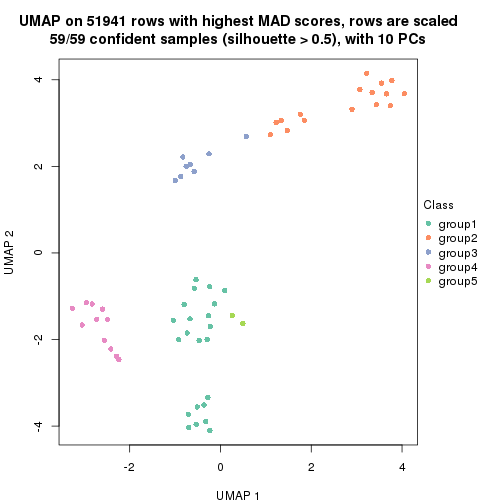 UMAP on 51941 rows with highest MAD scores, rows are scaled
59/59 confident samples (silhouette > 0.5), with 10 PCs
4
2
0
-2
-4
UMAP 2
-2
0
2
4
UMAP 1
Class
group1
group2
group3
group4
group5